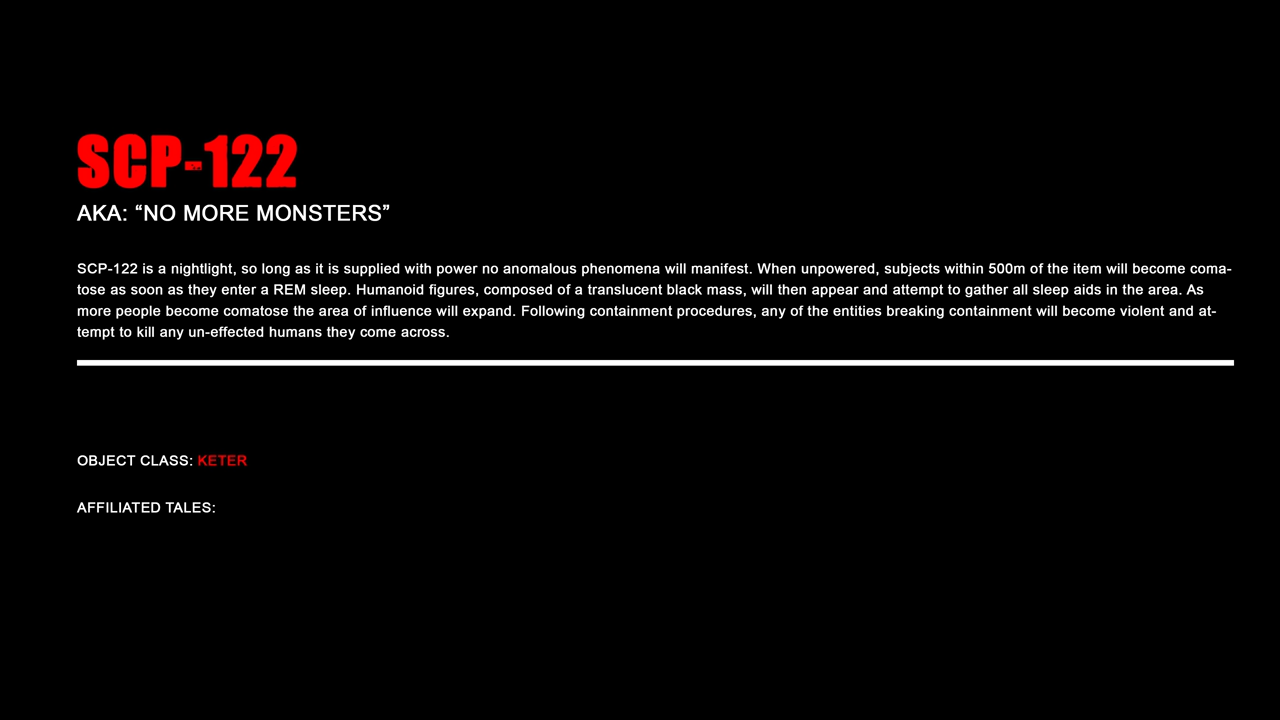 SCP-122
AKA: “NO MORE MONSTERS”
SCP-122 is a nightlight, so long as it is supplied with power no anomalous phenomena will manifest. When unpowered, subjects within 500m of the item will become coma-
tose as soon as they enter a REM sleep. Humanoid figures, composed of a translucent black mass, will then appear and attempt to gather all sleep aids in the area. As
more people become comatose the area of influence will expand. Following containment procedures, any of the entities breaking containment will become violent and at-
tempt to kill any un-effected humans they come across.
OBJECT CLASS: KETER
AFFILIATED TALES: